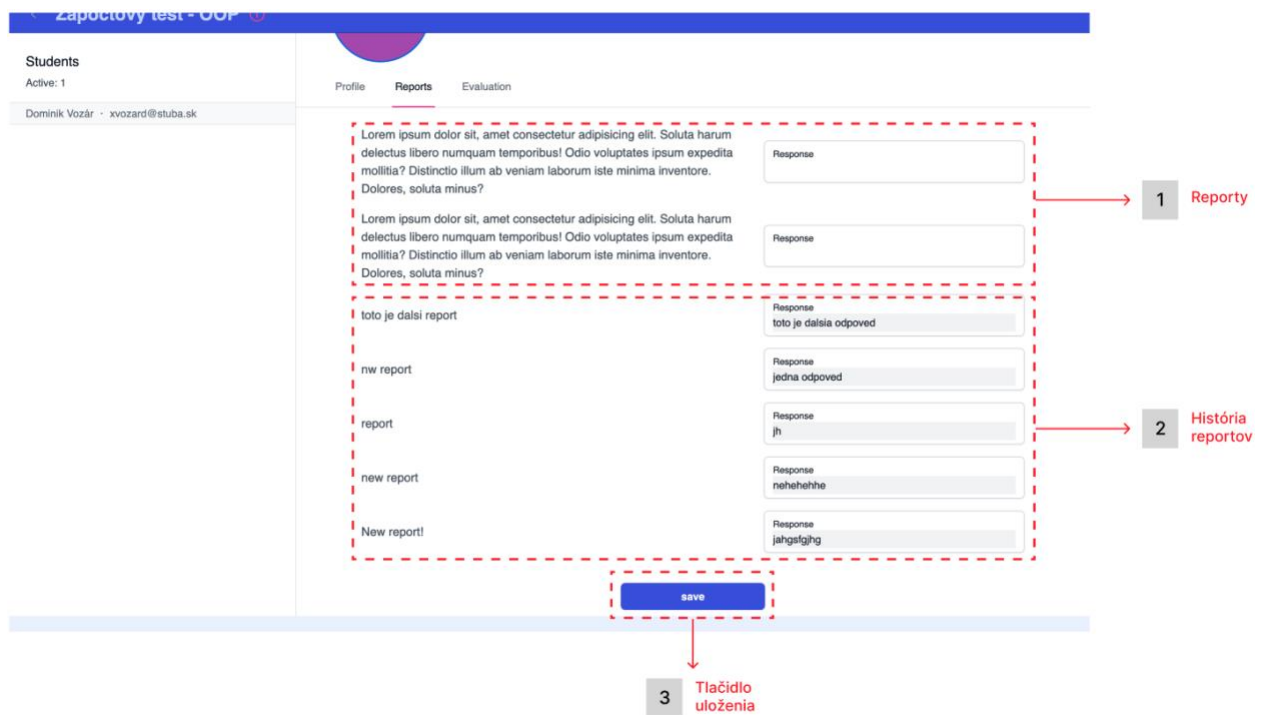 Zápočtový test - OOP
Students
Active: 1
Dominik Vozár · xvozard@stuba.sk
Profile Reports Evaluation
Lorem ipsum dolor sit, amet consectetur adipisicing elit. Soluta harum
delectus libero numquam temporibus! Odio voluptates ipsum expedita
mollitia? Distinctio illum ab veniam laborum iste minima inventore.
Dolores, soluta minus?
Response
Lorem ipsum dolor sit, amet consectetur adipisicing elit. Soluta harum
delectus libero numquam temporibus! Odio voluptates ipsum expedita
mollitia? Distinctio illum ab veniam laborum iste minima inventore.
Dolores, soluta minus?
Response
1 Reporty
toto je dalsi report
Response
toto je dalsia odpoved
nw report
Response
jedna odpoved
report
Response
jh
2 História
reportov
new report
Response
nehehehhe
New report!
Response
jahgsfgjhg
save
3 Tlačidlo
uloženia